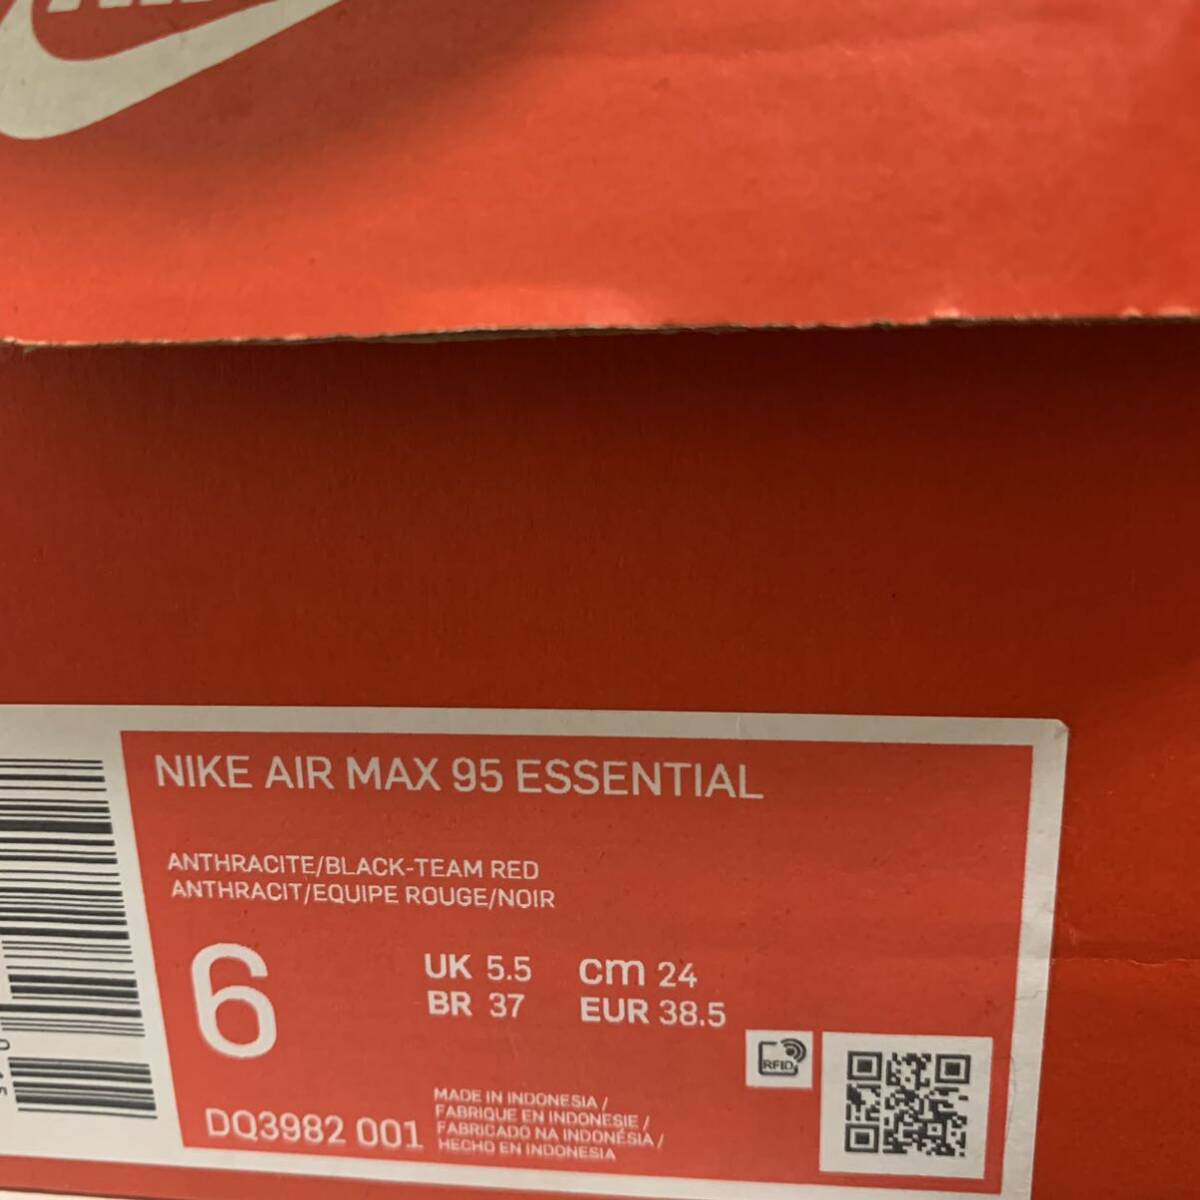 NIKE AIR MAX 95 ESSENTIAL
ANTHRACITE/BLACK-TEAM RED
ANTHRACIT/EQUIPE ROUGE/NOIR
6
UK 5.5 cm 24
BR 37 EUR 38.5
RFID
DQ3982 001
MADE IN INDONESIA /
FABRIQUE EN INDONESIE /
FABRICADO NA INDONÉSIA /
HECHO EN INDONESIA